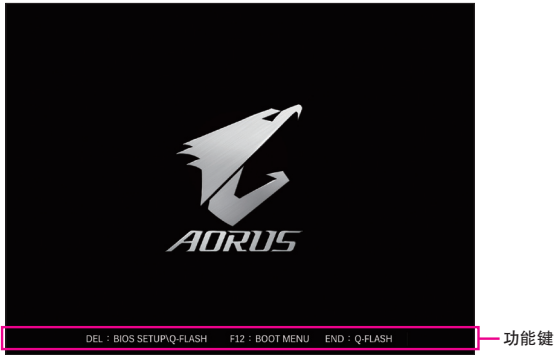 AORUS
DEL : BIOS SETUP\Q-FLASH F12 : BOOT MENU END : Q-FLASH
功能键